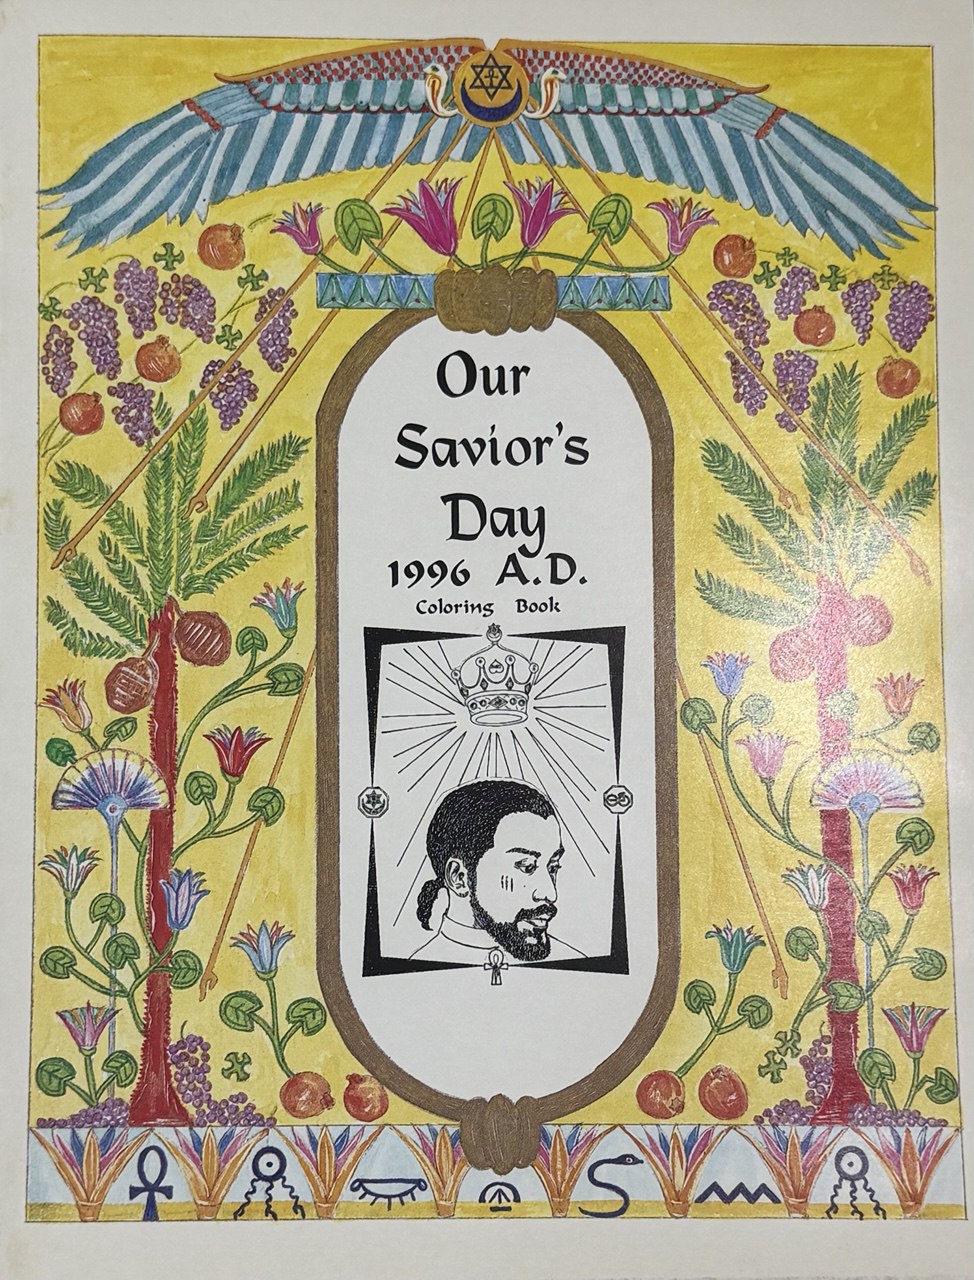 Our
Savior's
Day
1996 A.D.
Coloring Book